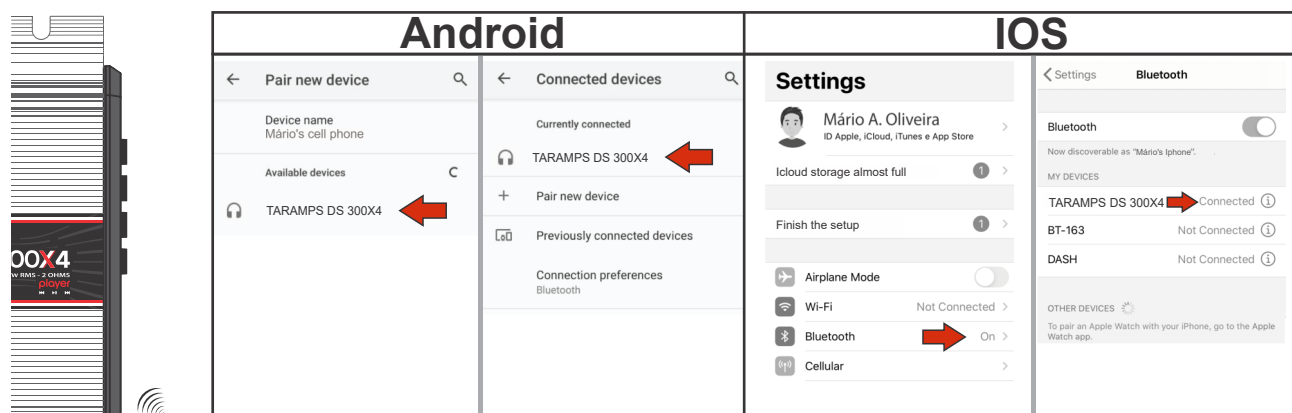 00X4
W RMS - 2 OHMS
player
Android
Pair new device
Device name
Mário's cell phone
Available devices
TARAMPS DS 300X4
Connected devices
Currently connected
TARAMPS DS 300X4
Pair new device
Previously connected devices
Connection preferences
Bluetooth
IOS
Settings
Mário A. Oliveira
ID Apple, iCloud, iTunes e App Store
Icloud storage almost full 1
Finish the setup 1
Airplane Mode
Wi-Fi Not Connected
Bluetooth On
Cellular
Settings Bluetooth
Bluetooth
Now discoverable as "Mário's Iphone".
MY DEVICES
TARAMPS DS 300X4 Connected
BT-163 Not Connected
DASH Not Connected
OTHER DEVICES
To pair an Apple Watch with your iPhone, go to the Apple
Watch app.